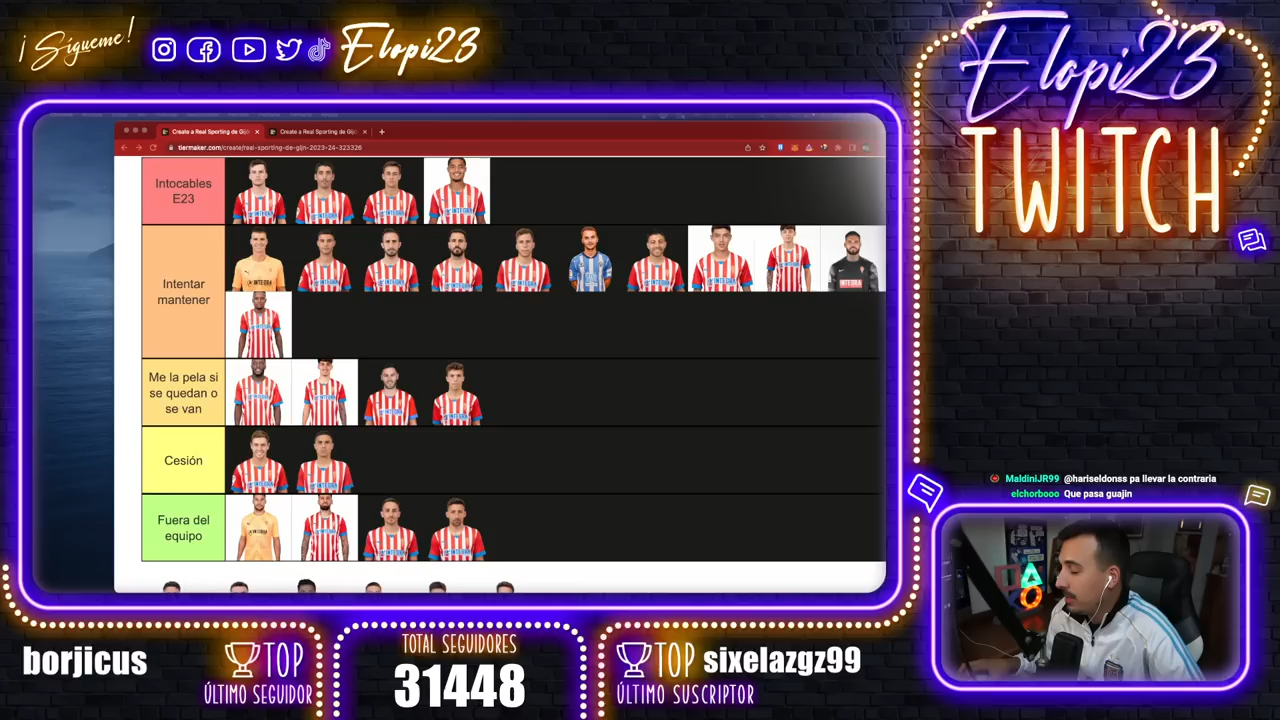 ¡Sígueme!
Elopi23
Elopi23
TWITCH
Create a Real Sporting de Gijón
Create a Real Sporting de Gijón
tiermaker.com/create/real-sporting-de-gijn-2023-24-323326
Intocables
E23
Intentar
mantener
Me la pela si
se quedan o
se van
Cesión
Fuera del
equipo
MaldiniJR99 @hariseldonss pa llevar la contraria
elchorbooo Que pasa guajin
borjicus
TOP
ÚLTIMO SEGUIDOR
TOTAL SEGUIDORES
31448
TOP
sixelazgz99
ÚLTIMO SUSCRIPTOR